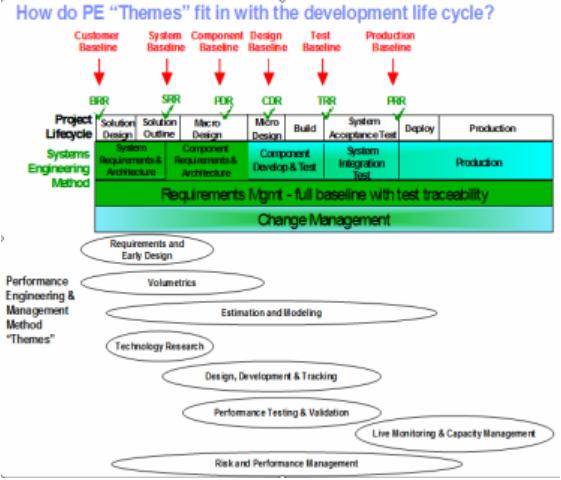 How do PE “Themes” fit in with the development life cycle?
Customer
Baseline
System
Baseline
Component
Baseline
Design
Baseline
Test
Baseline
Production
Baseline
BRR
SRR
PDR
CDR
TRR
PRR
Project
Lifecycle
Solution
Design
Solution
Outline
Macro
Design
Micro
Design
Build
System
Acceptance Test
Deploy
Production
Systems
Engineering
Method
System
Requirements &
Architecture
Component
Requirements &
Architecture
Component
Develop & Test
System
Integration
Test
Production
Requirements Mgmt - full baseline with test traceability
Change Management
Performance
Engineering &
Management
Method
“Themes”
Requirements and
Early Design
Volumetrics
Estimation and Modeling
Technology Research
Design, Development & Tracking
Performance Testing & Validation
Live Monitoring & Capacity Management
Risk and Performance Management